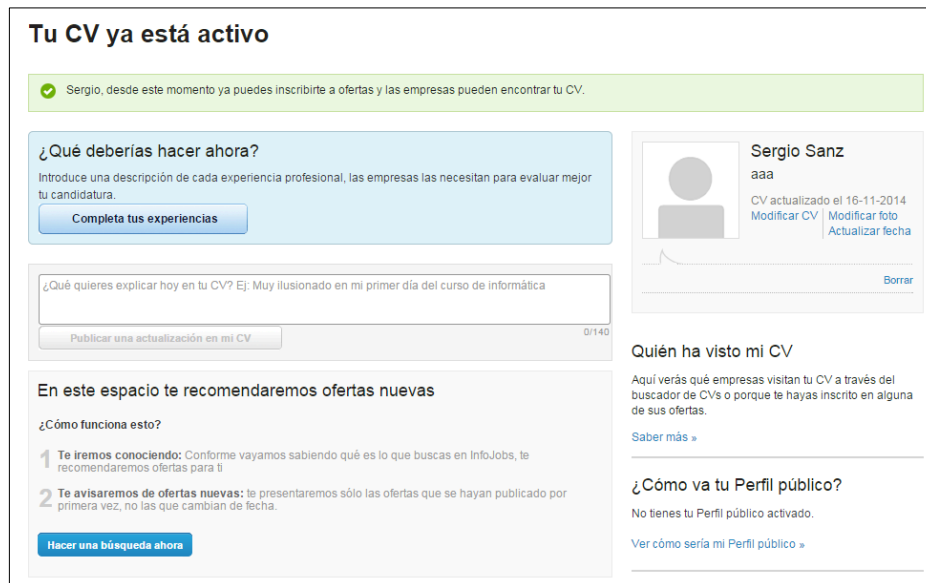 Tu CV ya está activo
Sergio, desde este momento ya puedes inscribirte a ofertas y las empresas pueden encontrar tu CV.
¿Qué deberías hacer ahora?
Introduce una descripción de cada experiencia profesional, las empresas las necesitan para evaluar mejor
tu candidatura.
Completa tus experiencias
¿Qué quieres explicar hoy en tu CV? Ej: Muy ilusionado en mi primer día del curso de informática
Publicar una actualización en mi CV
0/140
En este espacio te recomendaremos ofertas nuevas
¿Cómo funciona esto?
1 Te iremos conociendo: Conforme vayamos sabiendo qué es lo que buscas en InfoJobs, te
recomendaremos ofertas para ti
2 Te avisaremos de ofertas nuevas: te presentaremos sólo las ofertas que se hayan publicado por
primera vez, no las que cambian de fecha.
Hacer una búsqueda ahora
Sergio Sanz
aaa
CV actualizado el 16-11-2014
Modificar CV Modificar foto
Actualizar fecha
Borrar
Quién ha visto mi CV
Aquí verás qué empresas visitan tu CV a través del
buscador de CVs o porque te hayas inscrito en alguna
de sus ofertas.
Saber más »
¿Cómo va tu Perfil público?
No tienes tu Perfil público activado.
Ver cómo sería mi Perfil público »